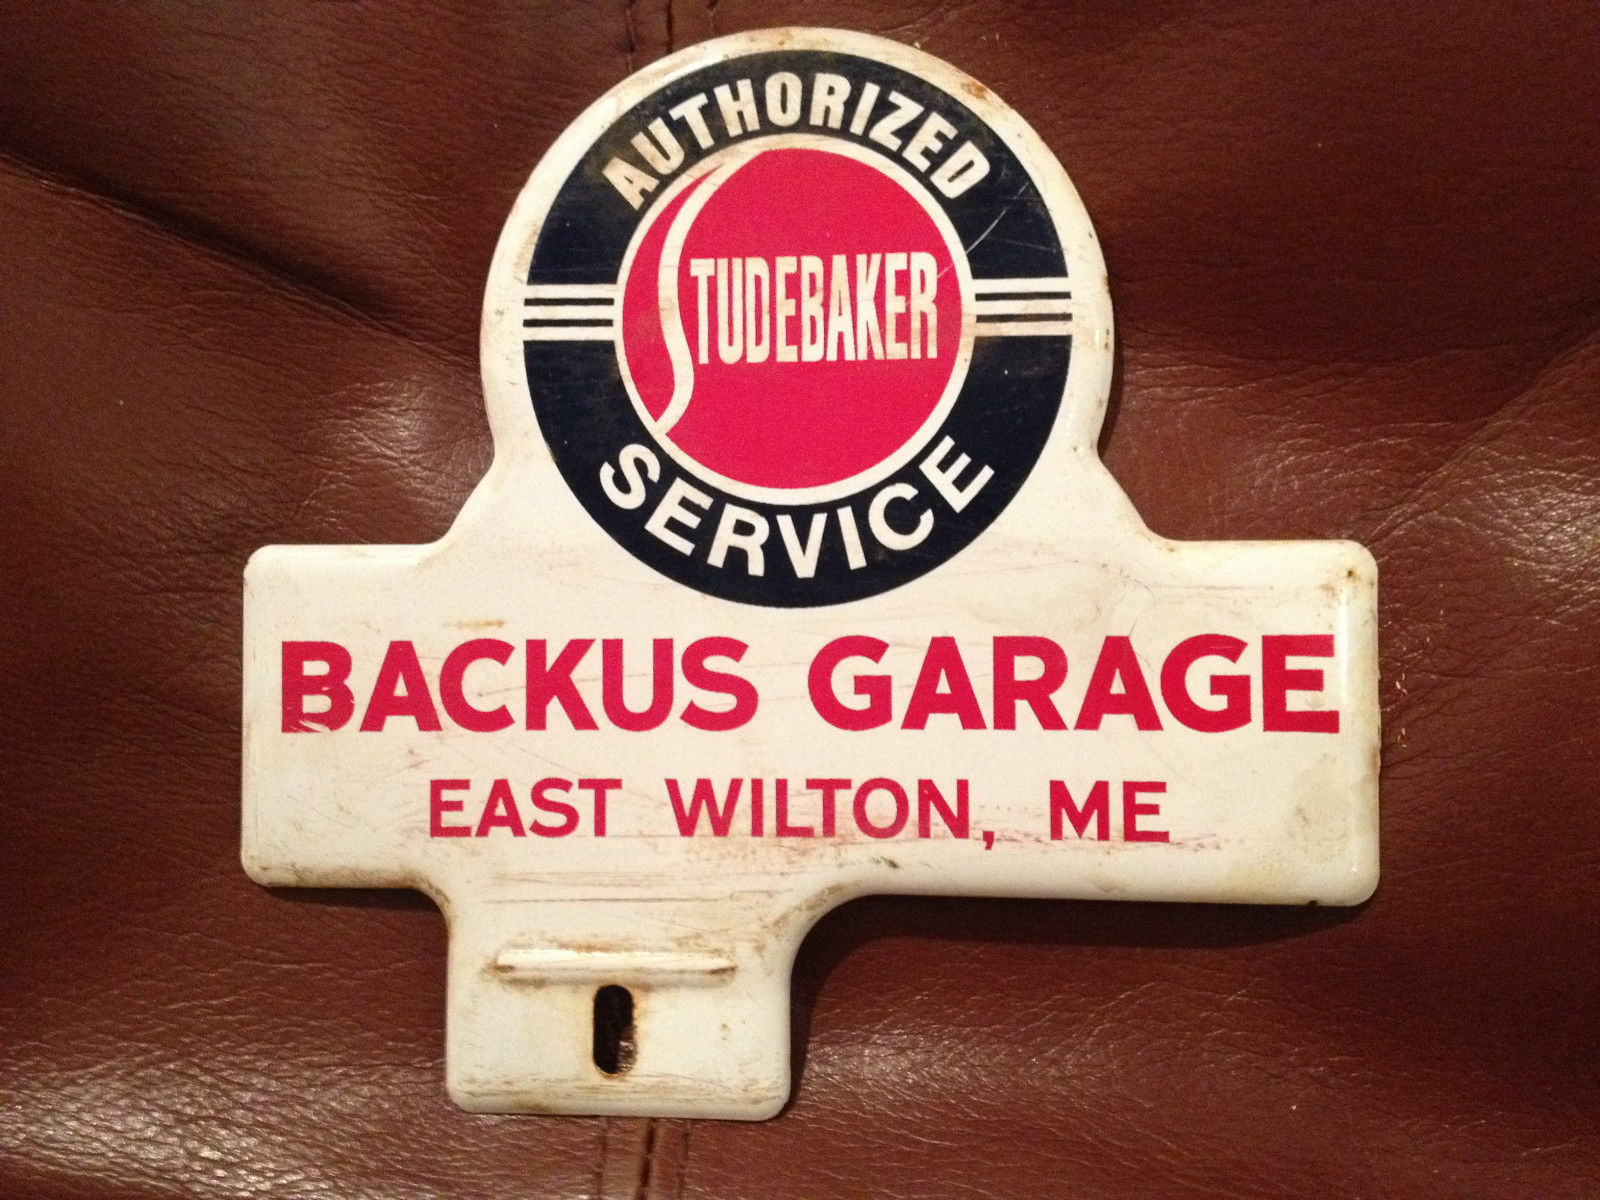 AUTHORIZED
STUDEBAKER
SERVICE
BACKUS GARAGE
EAST WILTON, ME